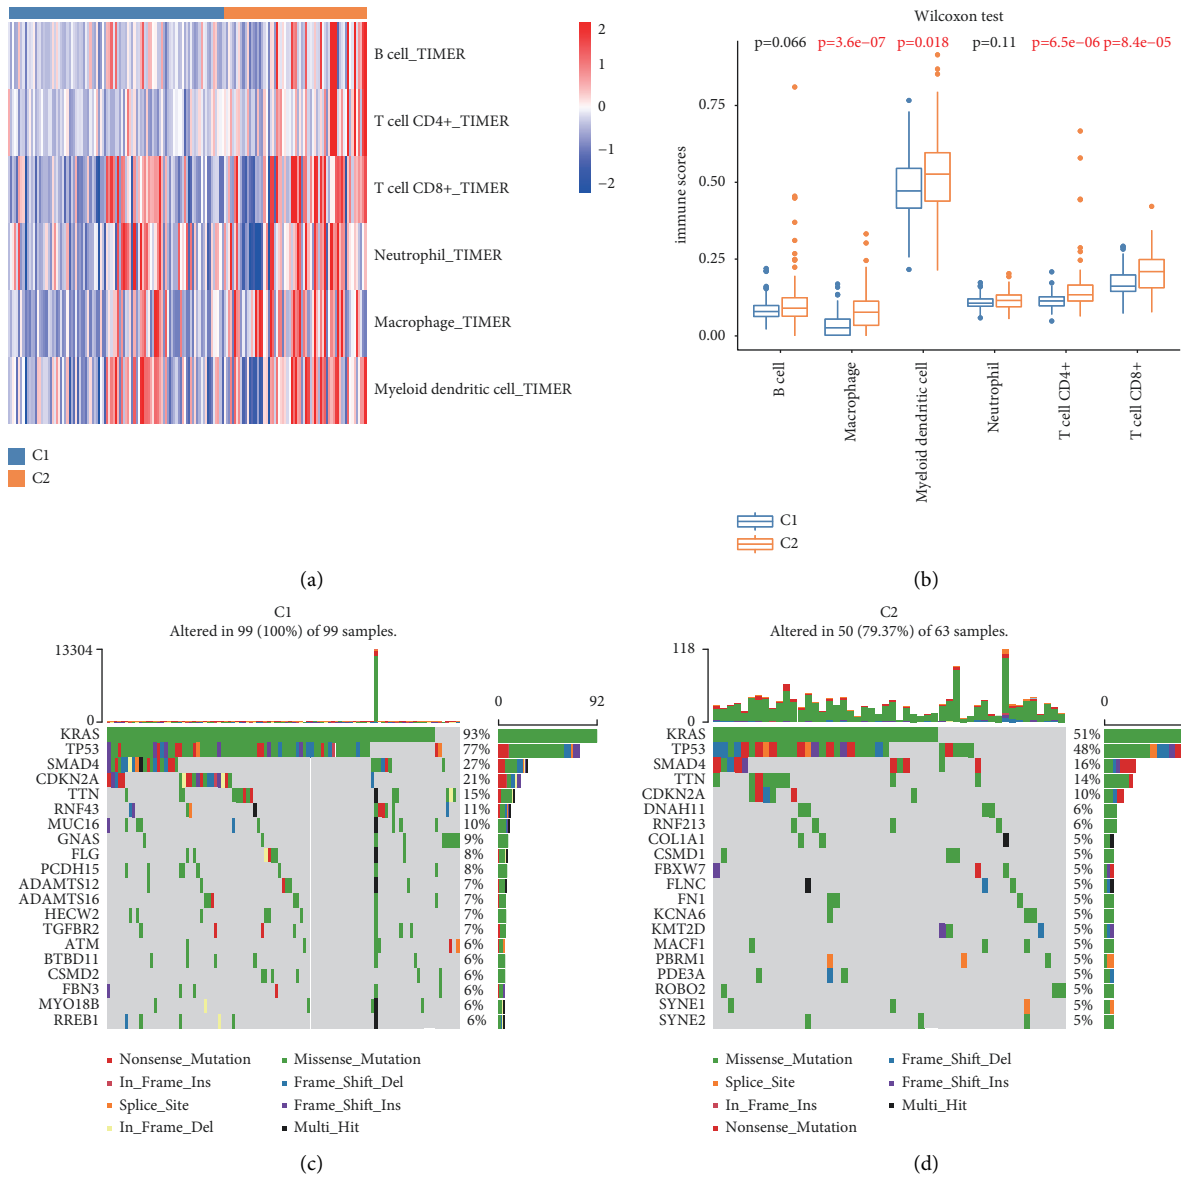 B cell_TIMER
T cell CD4+_TIMER
T cell CD8+_TIMER
Neutrophil_TIMER
Macrophage_TIMER
Myeloid dendritic cell_TIMER
2
1
0
−1
−2
C1
C2
(a)
Wilcoxon test
p=0.066 p=3.6e−07 p=0.018 p=0.11 p=6.5e−06 p=8.4e−05
immune scores
0.75
0.50
0.25
0.00
B cell
Macrophage
Myeloid dendritic cell
Neutrophil
T cell CD4+
T cell CD8+
C1
C2
(b)
C1
Altered in 99 (100%) of 99 samples.
13304
0
0 92
KRAS 93%
TP53 77%
SMAD4 27%
CDKN2A 21%
TTN 15%
RNF43 11%
MUC16 10%
GNAS 9%
FLG 8%
PCDH15 8%
ADAMTS12 7%
ADAMTS16 7%
HECW2 7%
TGFBR2 7%
ATM 6%
BTBD11 6%
CSMD2 6%
FBN3 6%
MYO18B 6%
RREB1 6%
Nonsense_Mutation
In_Frame_Ins
Splice_Site
In_Frame_Del
Missense_Mutation
Frame_Shift_Del
Frame_Shift_Ins
Multi_Hit
(c)
C2
Altered in 50 (79.37%) of 63 samples.
118
0
0
KRAS 51%
TP53 48%
SMAD4 16%
TTN 14%
CDKN2A 10%
DNAH11 6%
RNF213 6%
COL1A1 5%
CSMD1 5%
FBXW7 5%
FLNC 5%
FN1 5%
KCNA6 5%
KMT2D 5%
MACF1 5%
PBRM1 5%
PDE3A 5%
ROBO2 5%
SYNE1 5%
SYNE2 5%
Missense_Mutation
Splice_Site
In_Frame_Ins
Nonsense_Mutation
Frame_Shift_Del
Frame_Shift_Ins
Multi_Hit
(d)